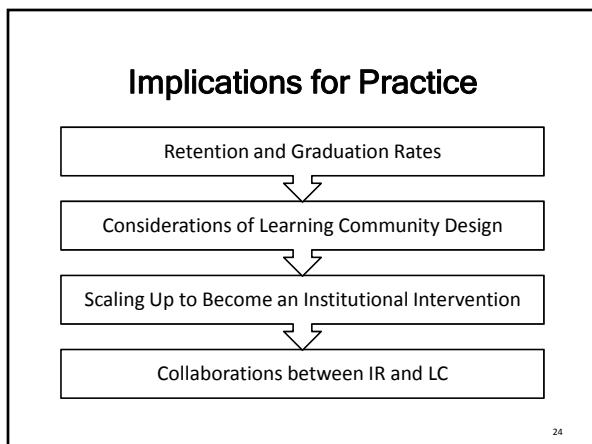 Implications for Practice
Retention and Graduation Rates
Considerations of Learning Community Design
Scaling Up to Become an Institutional Intervention
Collaborations between IR and LC
24